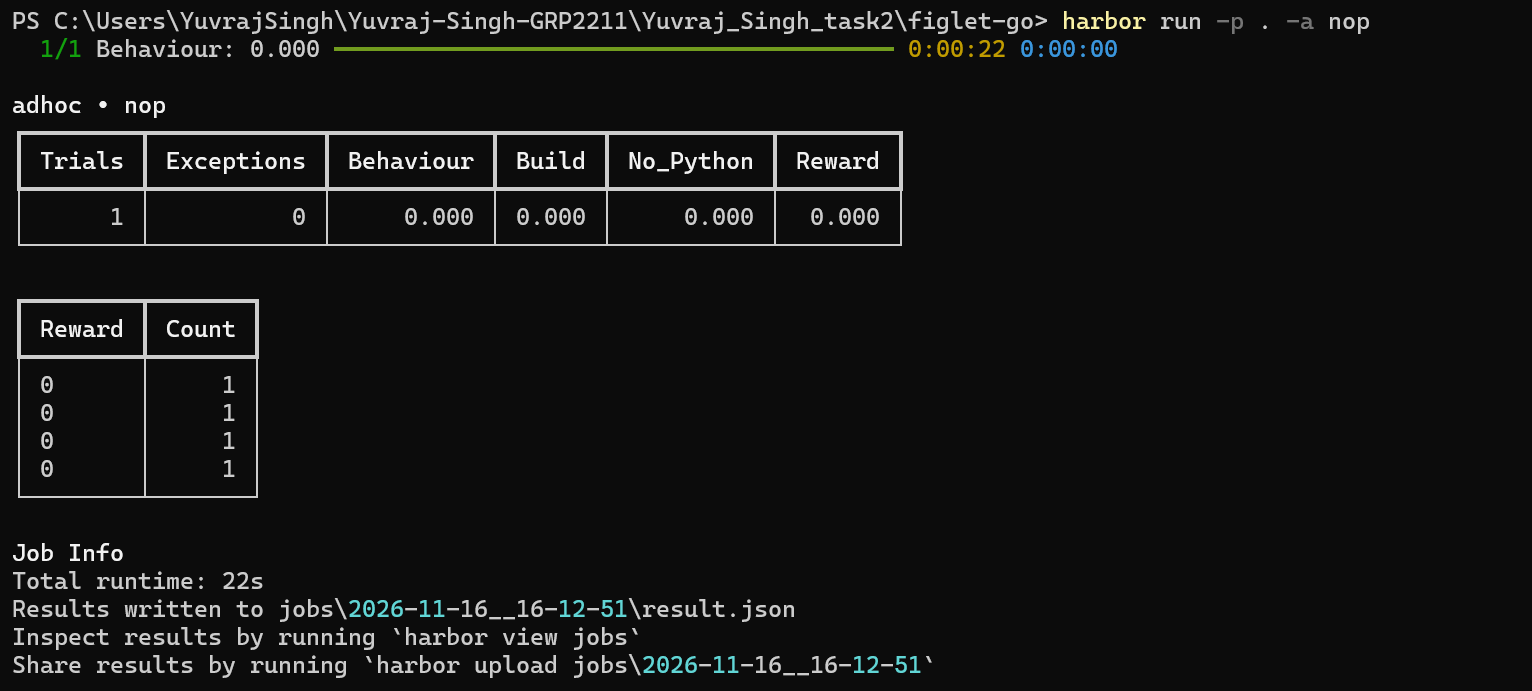 PS C:\Users\YuvrajSingh\Yuvraj-Singh-GRP2211\Yuvraj_Singh_task2\figlet-go> harbor run -p . -a nop
1/1 Behaviour: 0.000 0:00:22 0:00:00
adhoc • nop
Trials Exceptions Behaviour Build No_Python Reward
1 0 0.000 0.000 0.000 0.000
Reward Count
0 1
0 1
0 1
0 1
Job Info
Total runtime: 22s
Results written to jobs\2026-11-16__16-12-51\result.json
Inspect results by running `harbor view jobs`
Share results by running `harbor upload jobs\2026-11-16__16-12-51`